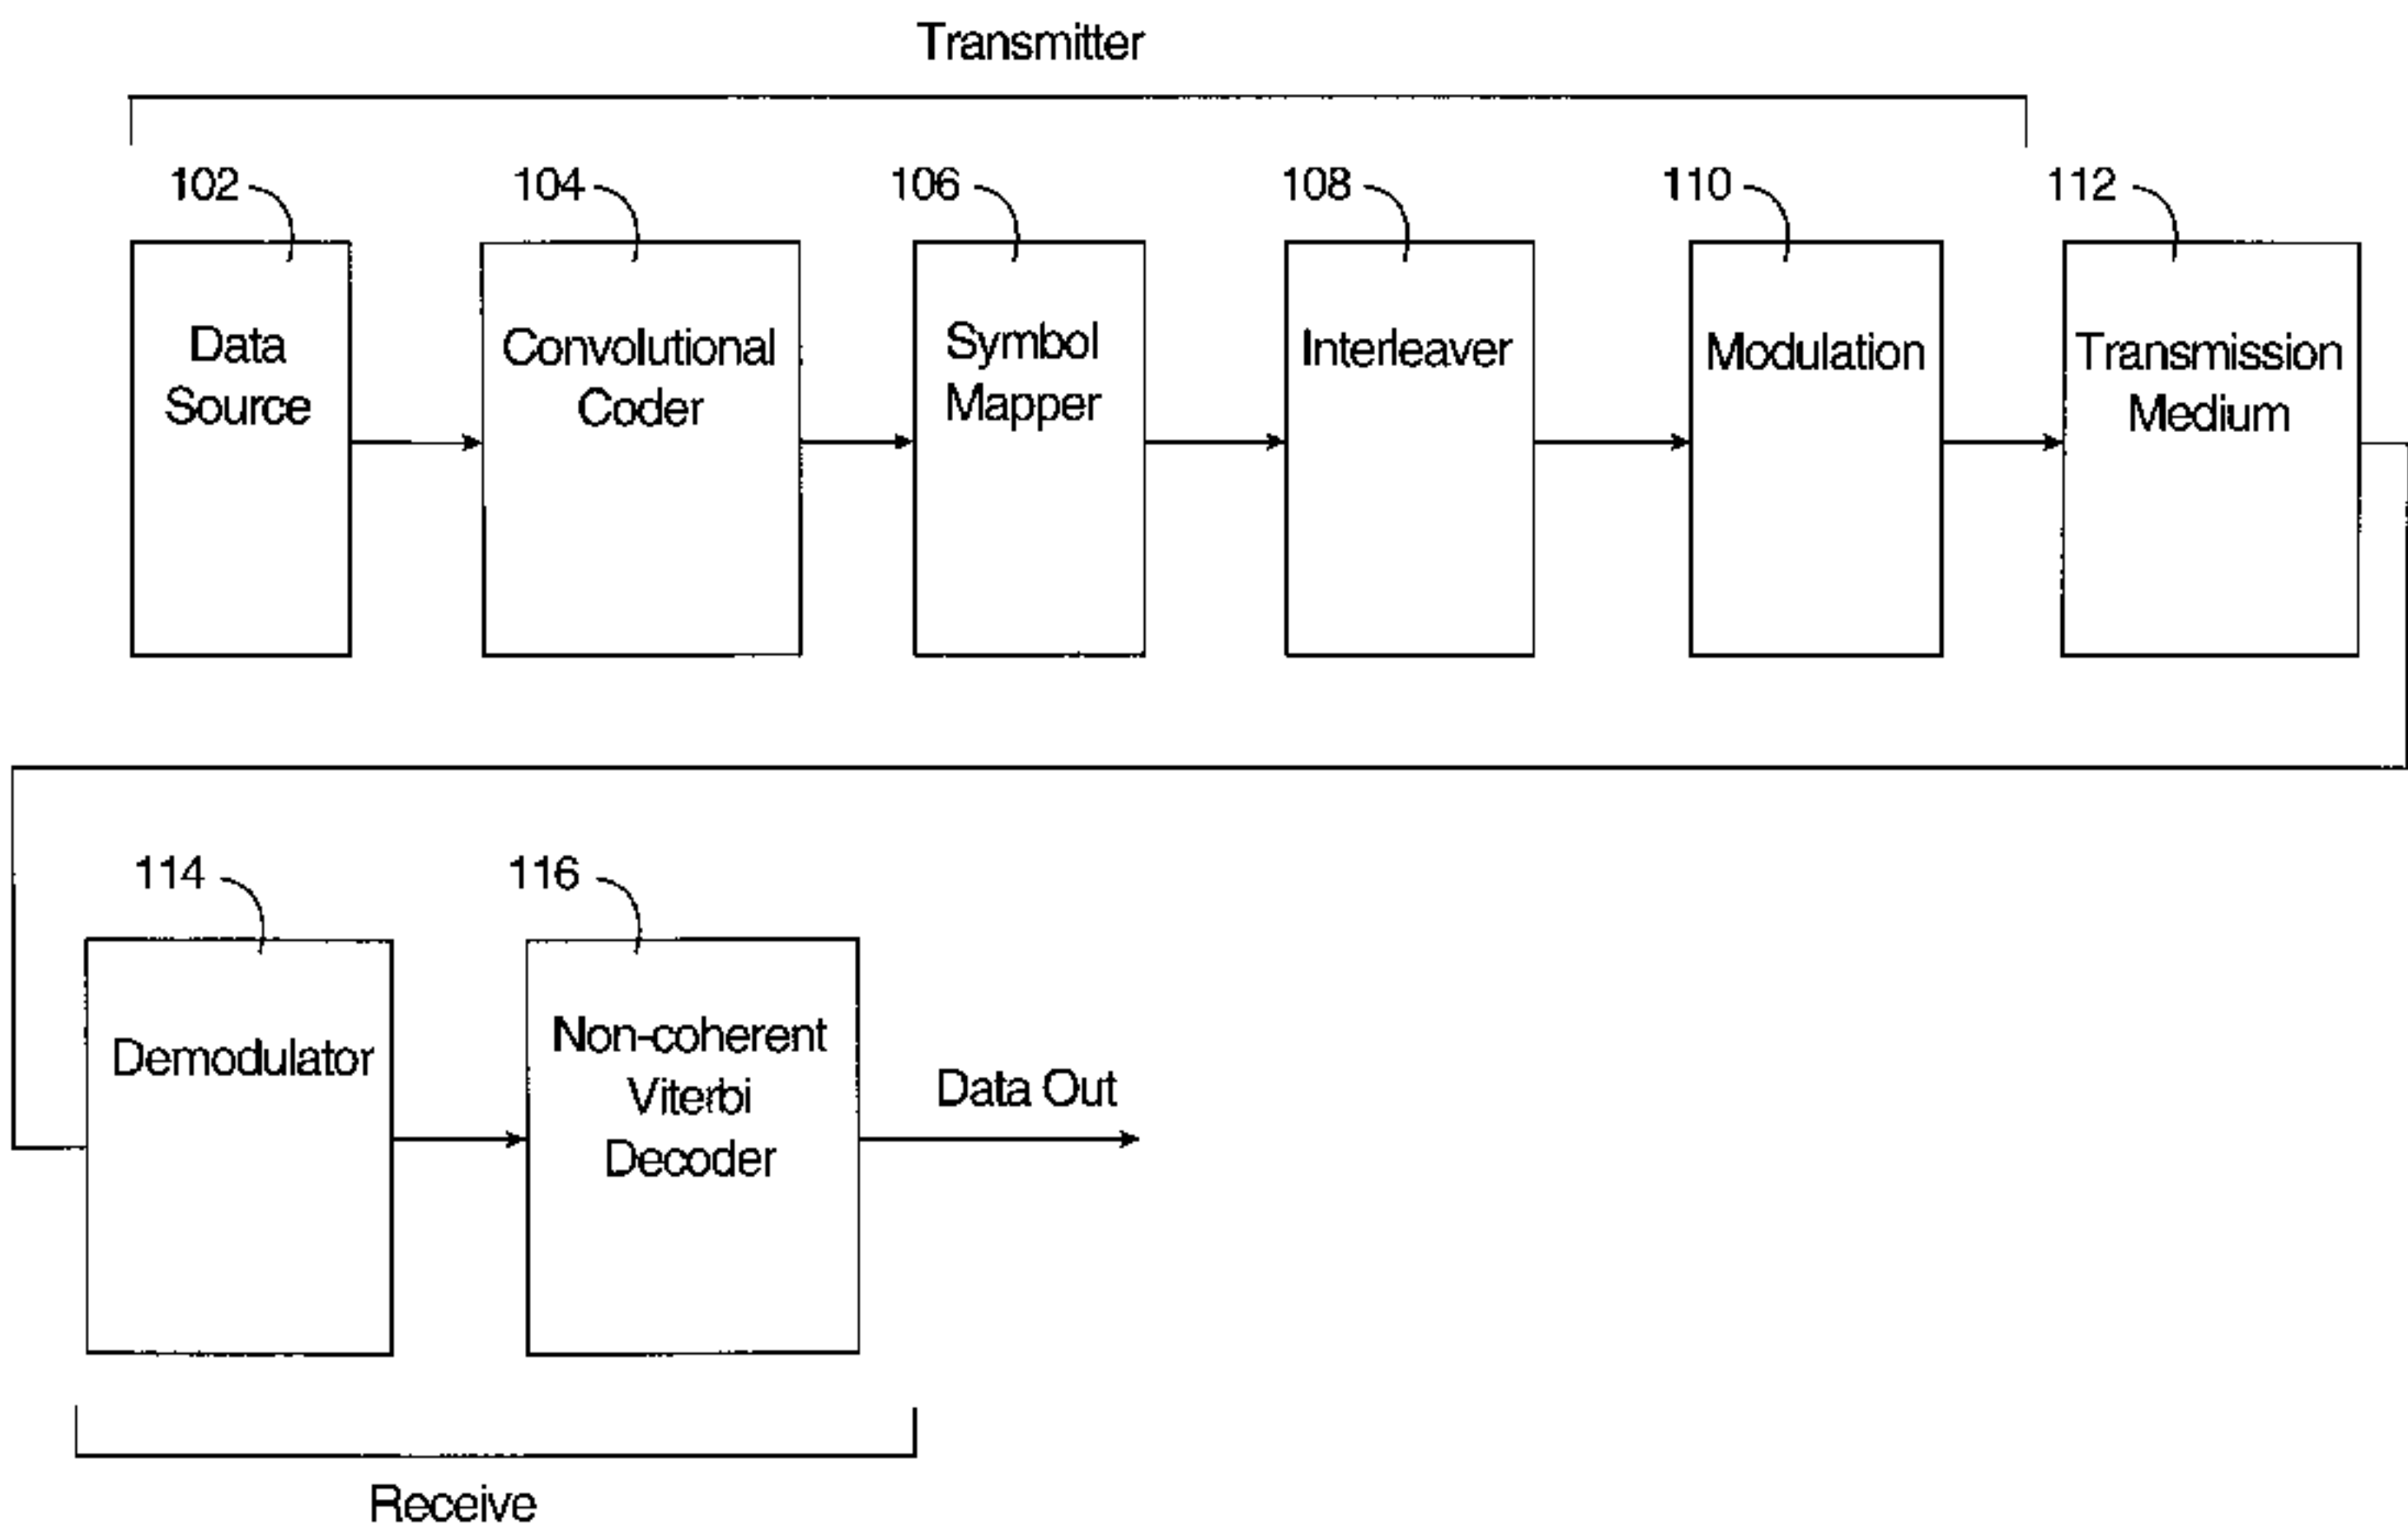 Transmitter
102
104
106
108
110
112
Data
Source
Convolutional
Coder
Symbol
Mapper
Interleaver
Modulation
Transmission
Medium
114
116
Demodulator
Non-coherent
Viterbi
Decoder
Data Out
Receive